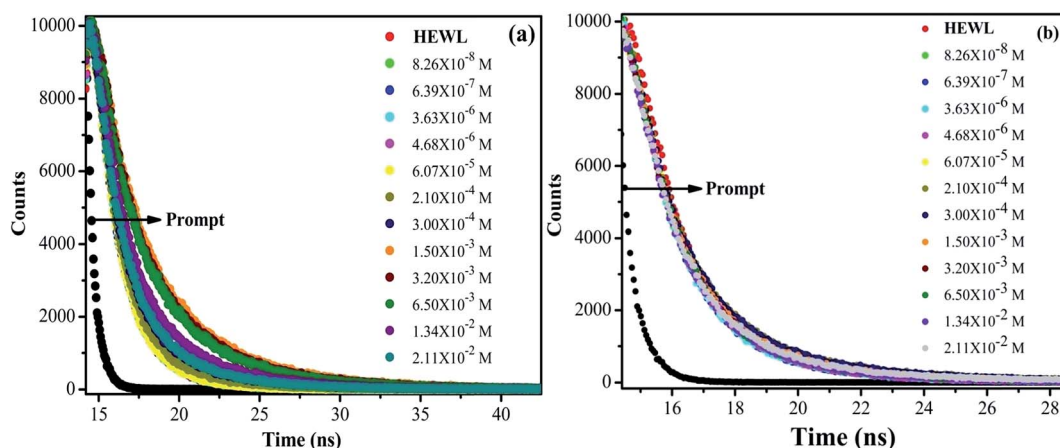 (a)
Counts
10000
8000
6000
4000
2000
0
Prompt
HEWL
8.26X10⁻⁸ M
6.39X10⁻⁷ M
3.63X10⁻⁶ M
4.68X10⁻⁶ M
6.07X10⁻⁵ M
2.10X10⁻⁴ M
3.00X10⁻⁴ M
1.50X10⁻³ M
3.20X10⁻³ M
6.50X10⁻³ M
1.34X10⁻² M
2.11X10⁻² M
15 20 25 30 35 40
Time (ns)
(b)
Counts
10000
8000
6000
4000
2000
0
Prompt
HEWL
8.26X10⁻⁸ M
6.39X10⁻⁷ M
3.63X10⁻⁶ M
4.68X10⁻⁶ M
6.07X10⁻⁵ M
2.10X10⁻⁴ M
3.00X10⁻⁴ M
1.50X10⁻³ M
3.20X10⁻³ M
6.50X10⁻³ M
1.34X10⁻² M
2.11X10⁻² M
16 18 20 22 24 26 28
Time (ns)